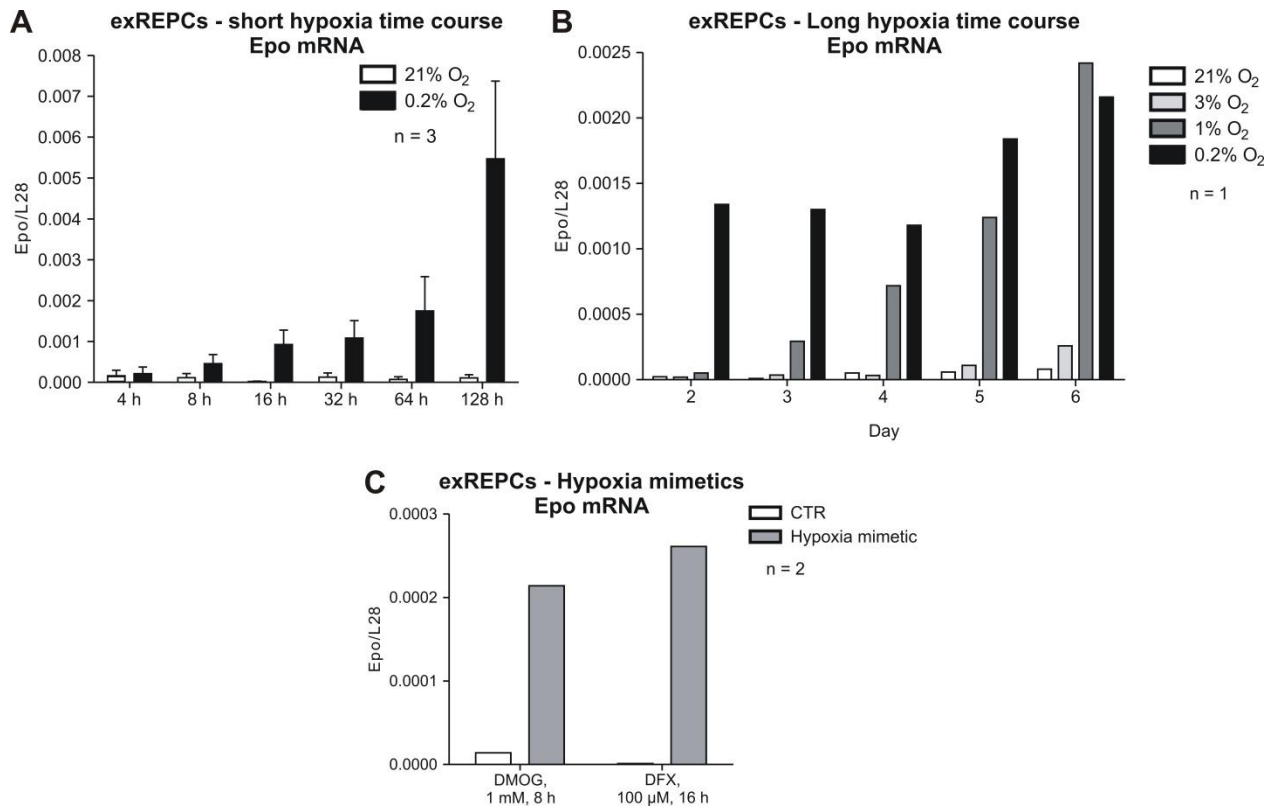 A
exREPCs - short hypoxia time course
Epo mRNA
21% O2
0.2% O2
n = 3
Epo/L28
0.008
0.007
0.006
0.005
0.004
0.003
0.002
0.001
0.000
4 h 8 h 16 h 32 h 64 h 128 h
B
exREPCs - Long hypoxia time course
Epo mRNA
21% O2
3% O2
1% O2
0.2% O2
n = 1
Epo/L28
0.0025
0.0020
0.0015
0.0010
0.0005
0.0000
2 3 4 5 6
Day
C
exREPCs - Hypoxia mimetics
Epo mRNA
CTR
Hypoxia mimetic
n = 2
Epo/L28
0.0003
0.0002
0.0001
0.0000
DMOG,
1 mM, 8 h
DFX,
100 µM, 16 h